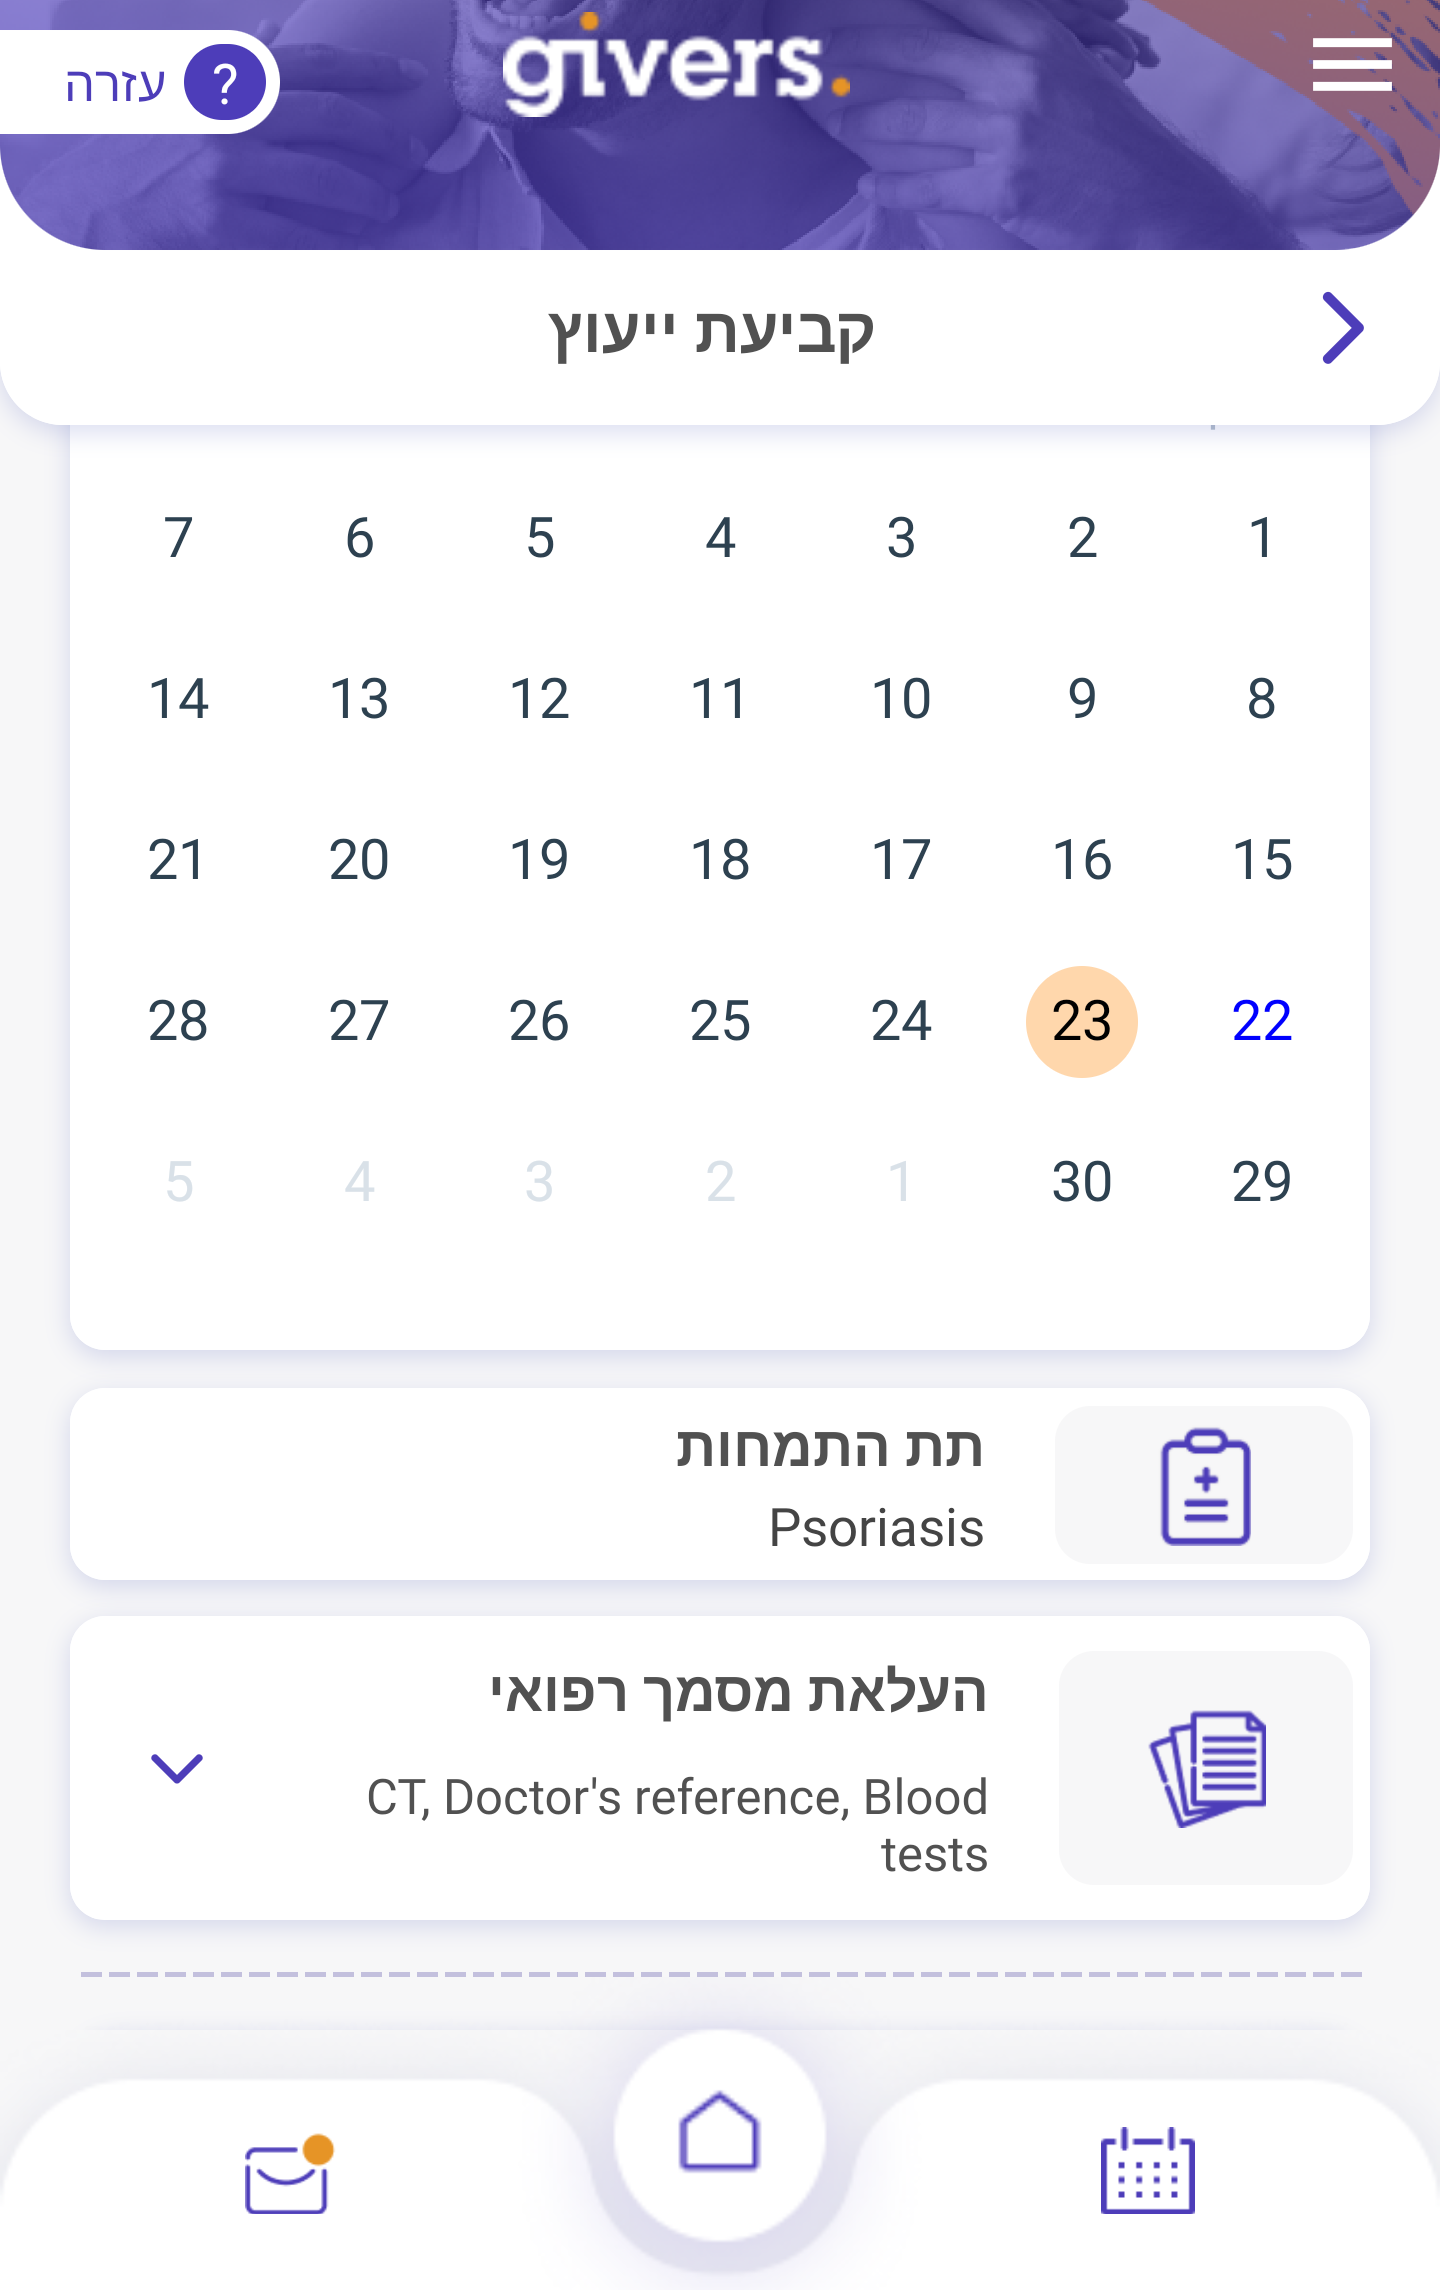 עזרה ?
givers.
קביעת ייעוץ
1 2 3 4 5 6 7
8 9 10 11 12 13 14
15 16 17 18 19 20 21
22 23 24 25 26 27 28
29 30 1 2 3 4 5
תת התמחות
Psoriasis
העלאת מסמך רפואי
CT, Doctor's reference, Blood
tests